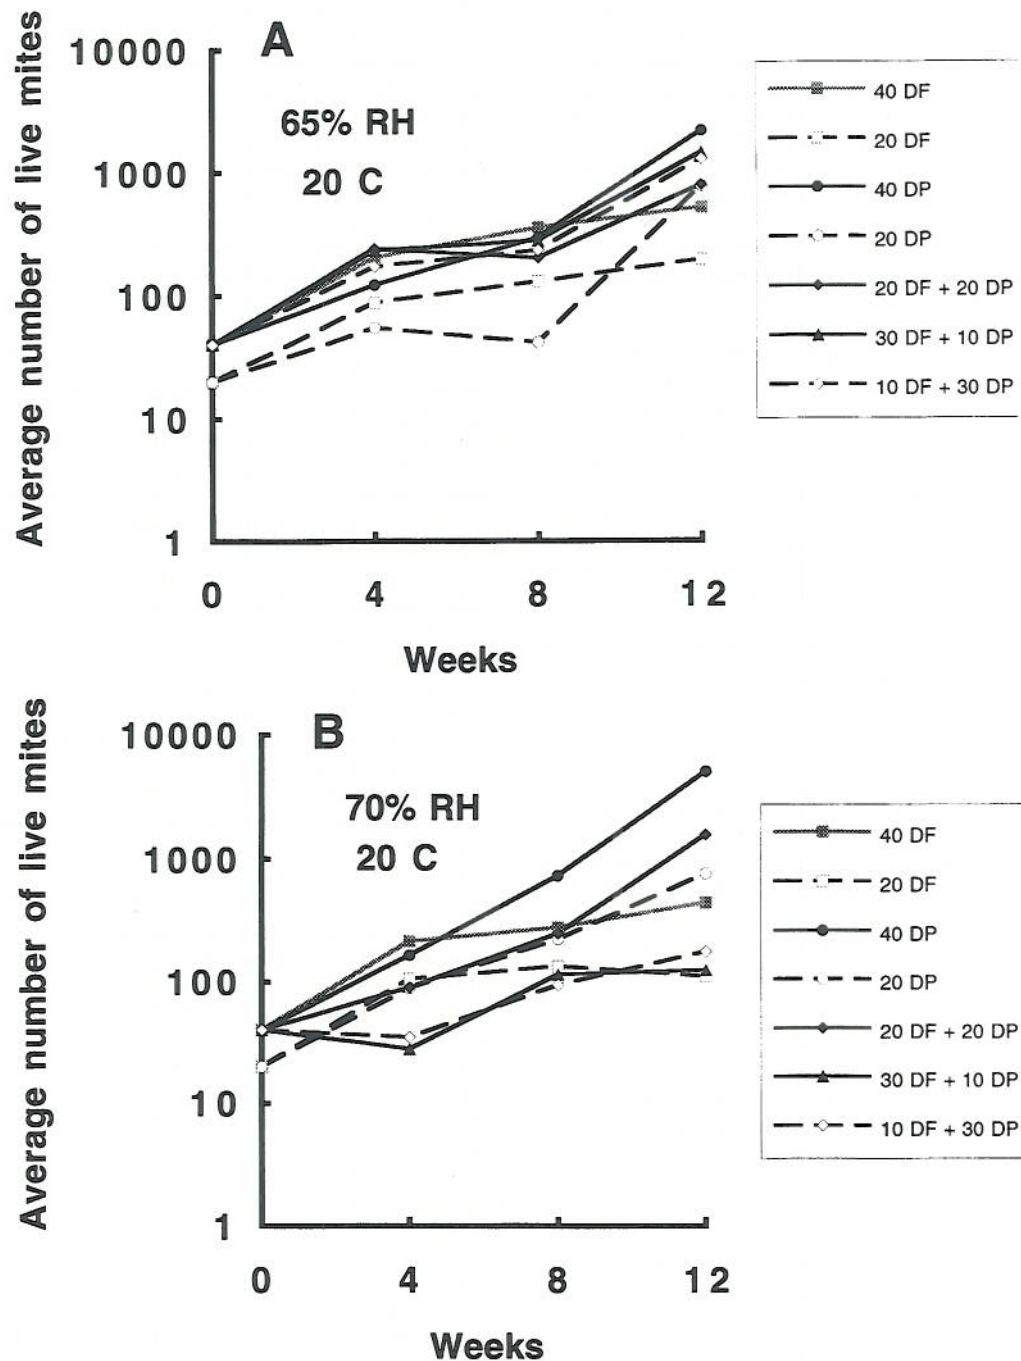 A
65% RH
20 C
Average number of live mites
10000
1000
100
10
1
0 4 8 12
Weeks
40 DF
20 DF
40 DP
20 DP
20 DF + 20 DP
30 DF + 10 DP
10 DF + 30 DP
B
70% RH
20 C
Average number of live mites
10000
1000
100
10
1
0 4 8 12
Weeks
40 DF
20 DF
40 DP
20 DP
20 DF + 20 DP
30 DF + 10 DP
10 DF + 30 DP